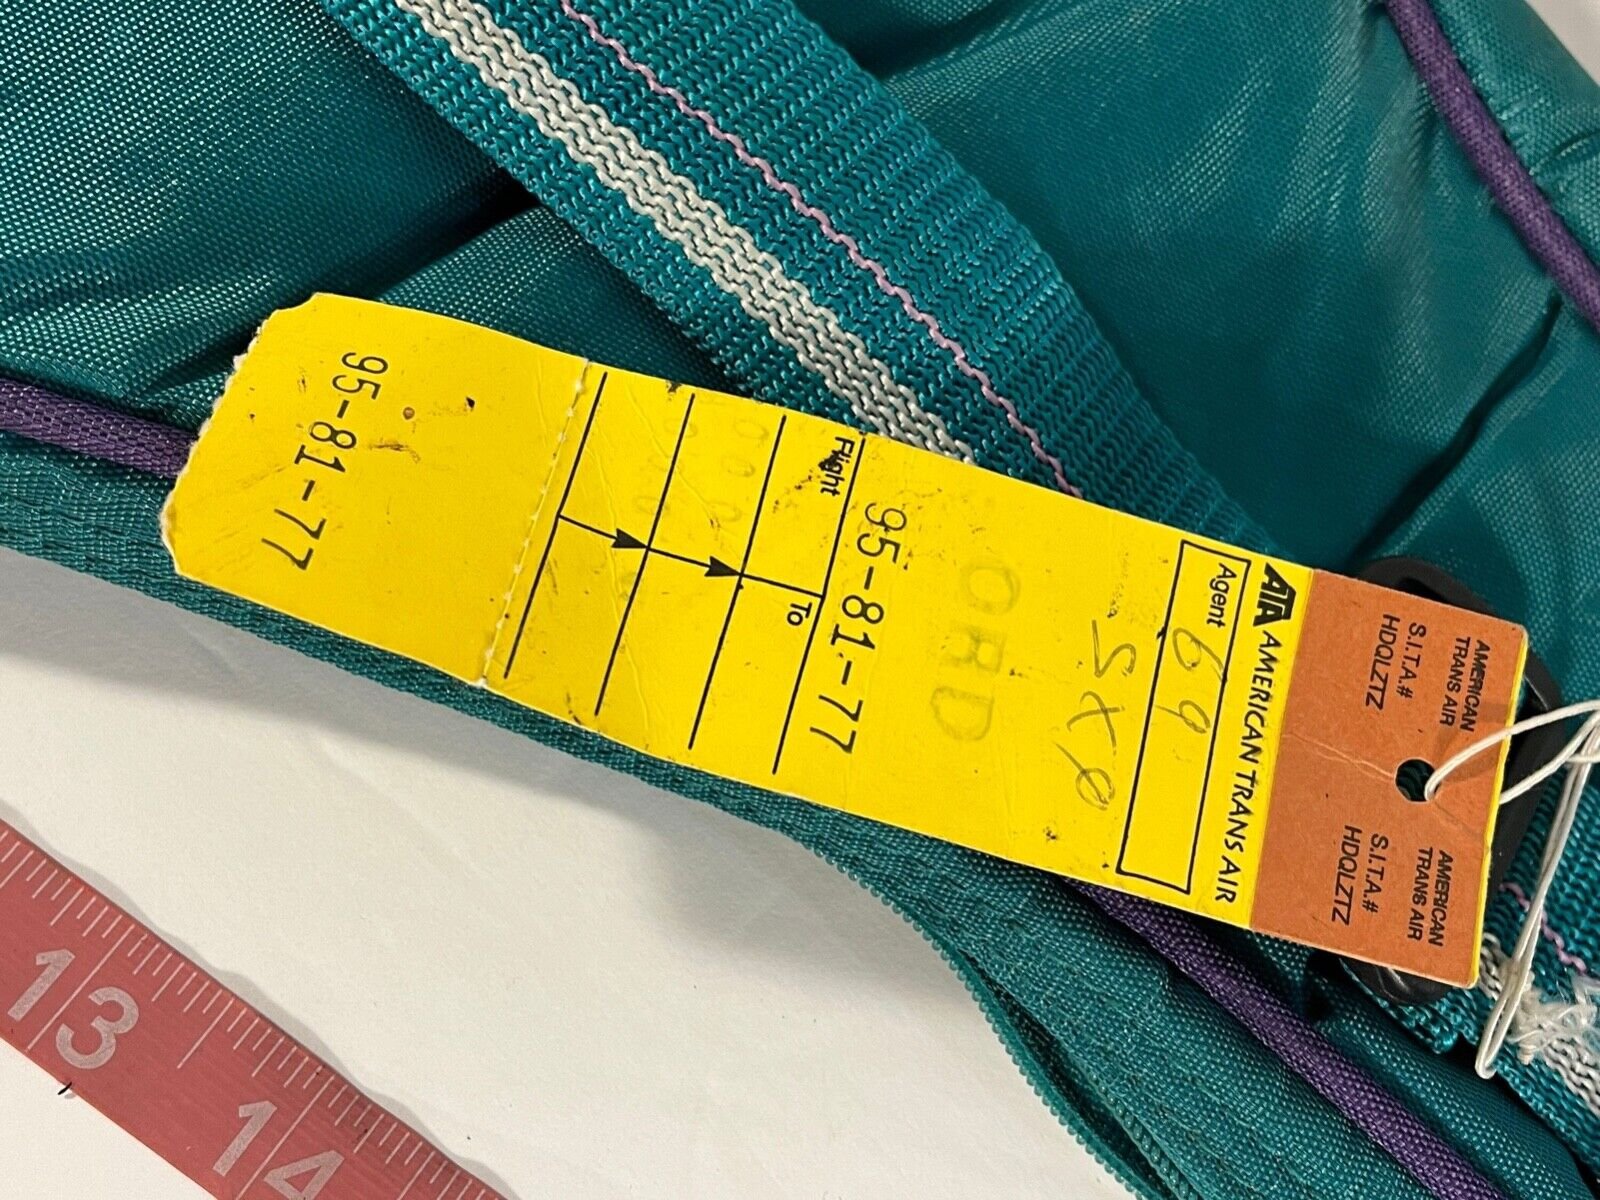 AMERICAN
TRANS AIR
S.I.T.A.#
HDQLZTZ
AMERICAN
TRANS AIR
S.I.T.A.#
HDQLZTZ
ATA AMERICAN TRANS AIR
Agent 69
ORD
95-81-77
Flight To
95-81-77
13
14